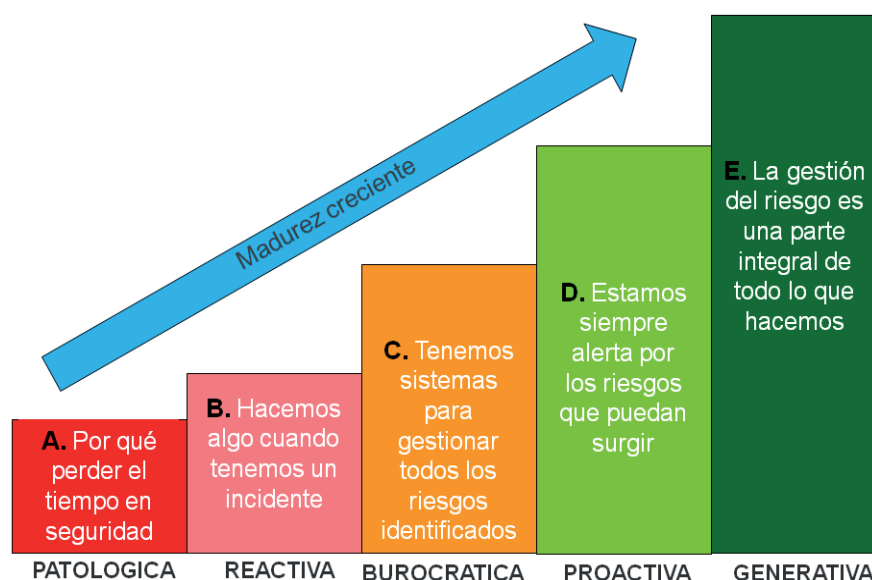 Madurez creciente
A. Por qué
perder el
tiempo en
seguridad
B. Hacemos
algo cuando
tenemos un
incidente
C. Tenemos
sistemas
para
gestionar
todos los
riesgos
identificados
D. Estamos
siempre
alerta por
los riesgos
que puedan
surgir
E. La gestión
del riesgo es
una parte
integral de
todo lo que
hacemos
PATOLOGICA
REACTIVA
BUROCRATICA
PROACTIVA
GENERATIVA